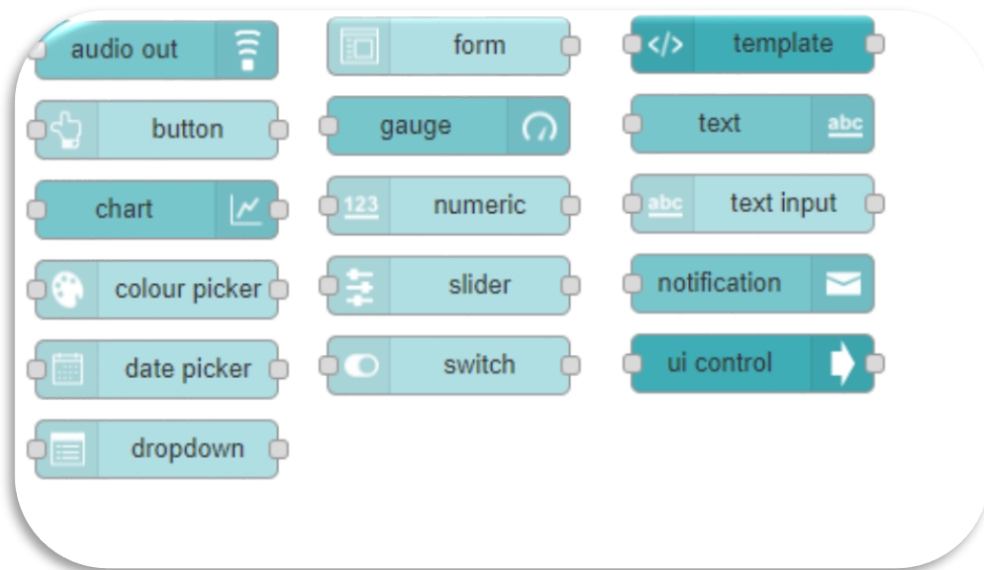 audio out
button
chart
colour picker
date picker
dropdown
form
gauge
123
numeric
slider
switch
</>
template
text
abc
abc
text input
notification
ui control